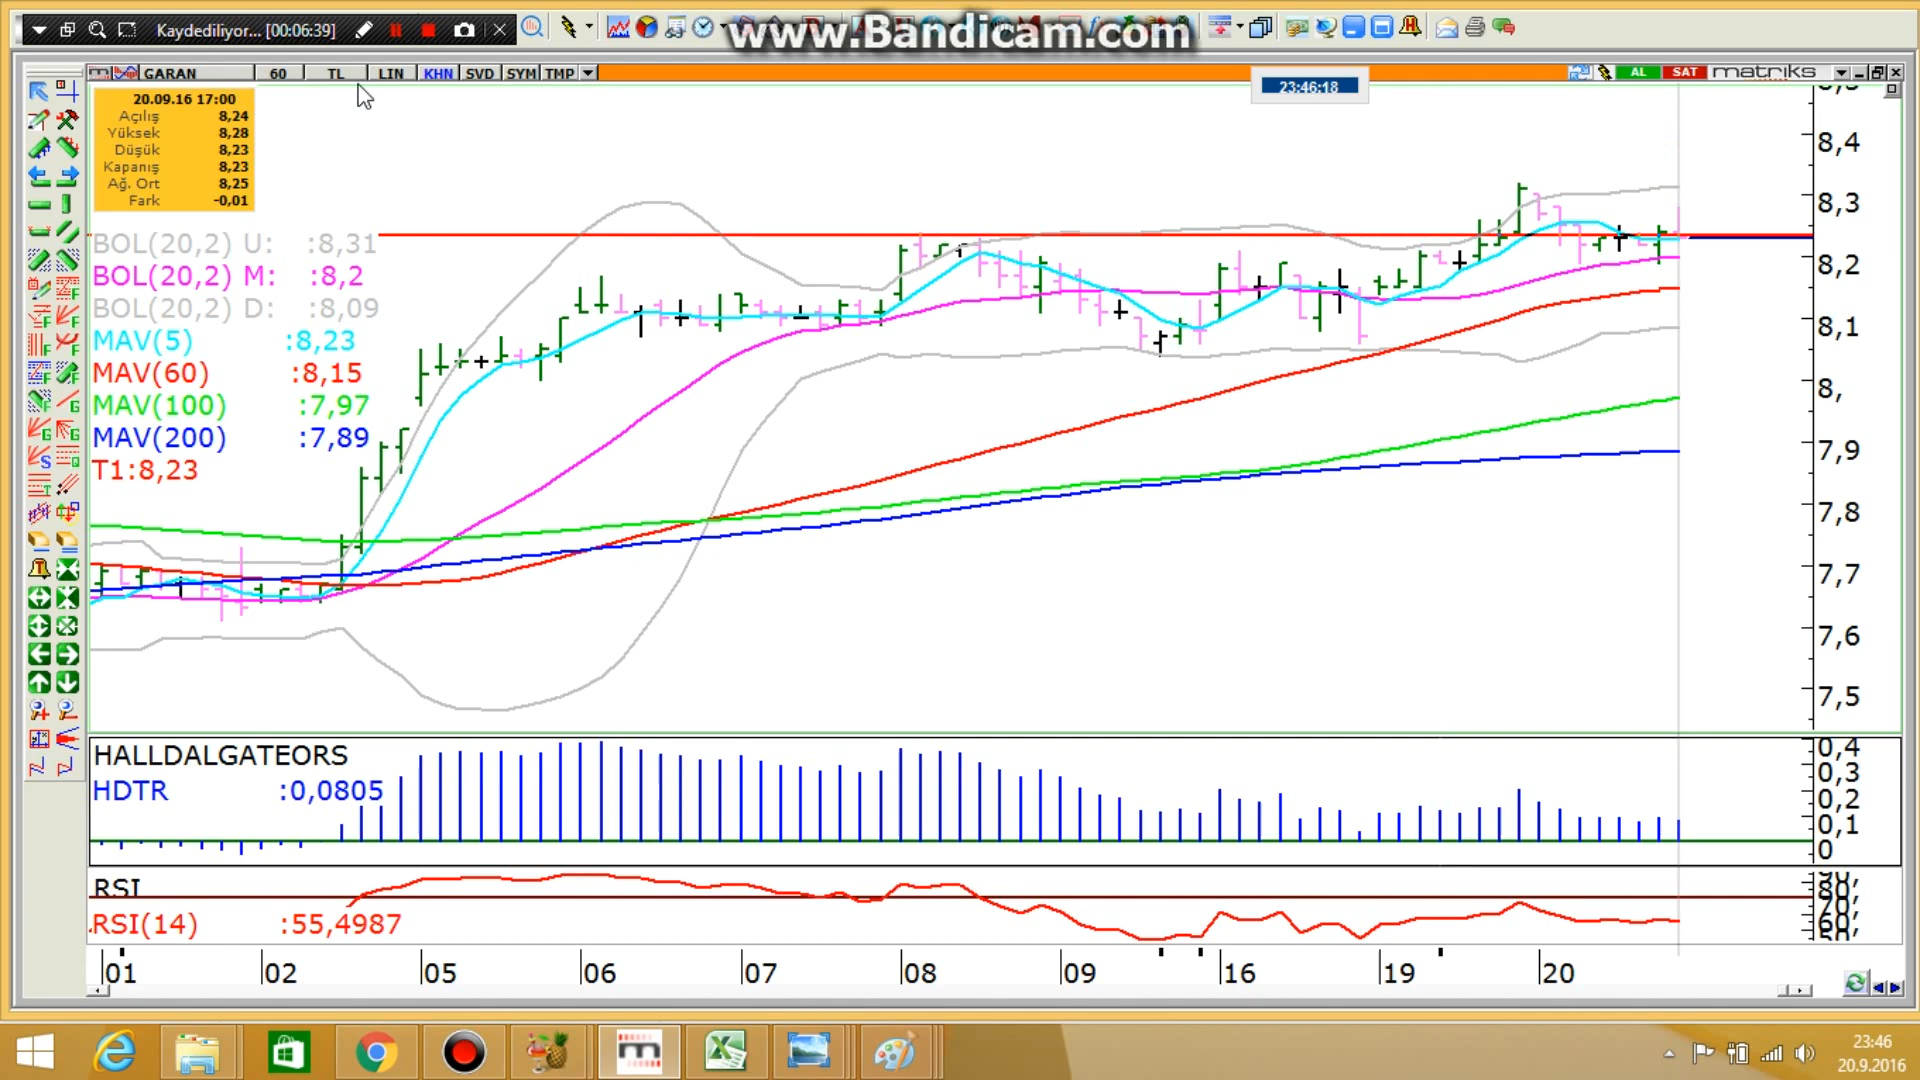 Kaydediliyor... [00:06:39]
www.Bandicam.com
GARAN 60 TL LIN KHN SVD SYM TMP
AL SAT matriks
23:46:18
20.09.16 17:00
Açılış 8,24
Yüksek 8,28
Düşük 8,23
Kapanış 8,23
Ağ. Ort 8,25
Fark -0,01
BOL(20,2) U: :8,31
BOL(20,2) M: :8,2
BOL(20,2) D: :8,09
MAV(5) :8,23
MAV(60) :8,15
MAV(100) :7,97
MAV(200) :7,89
T1:8,23
8,4
8,3
8,2
8,1
8,
7,9
7,8
7,7
7,6
7,5
HALLDALGATEORS
HDTR :0,0805
0,4
0,3
0,2
0,1
0
RSI
RSI(14) :55,4987
80,
70,
60,
01 02 05 06 07 08 09 16 19 20
23:46
20.9.2016